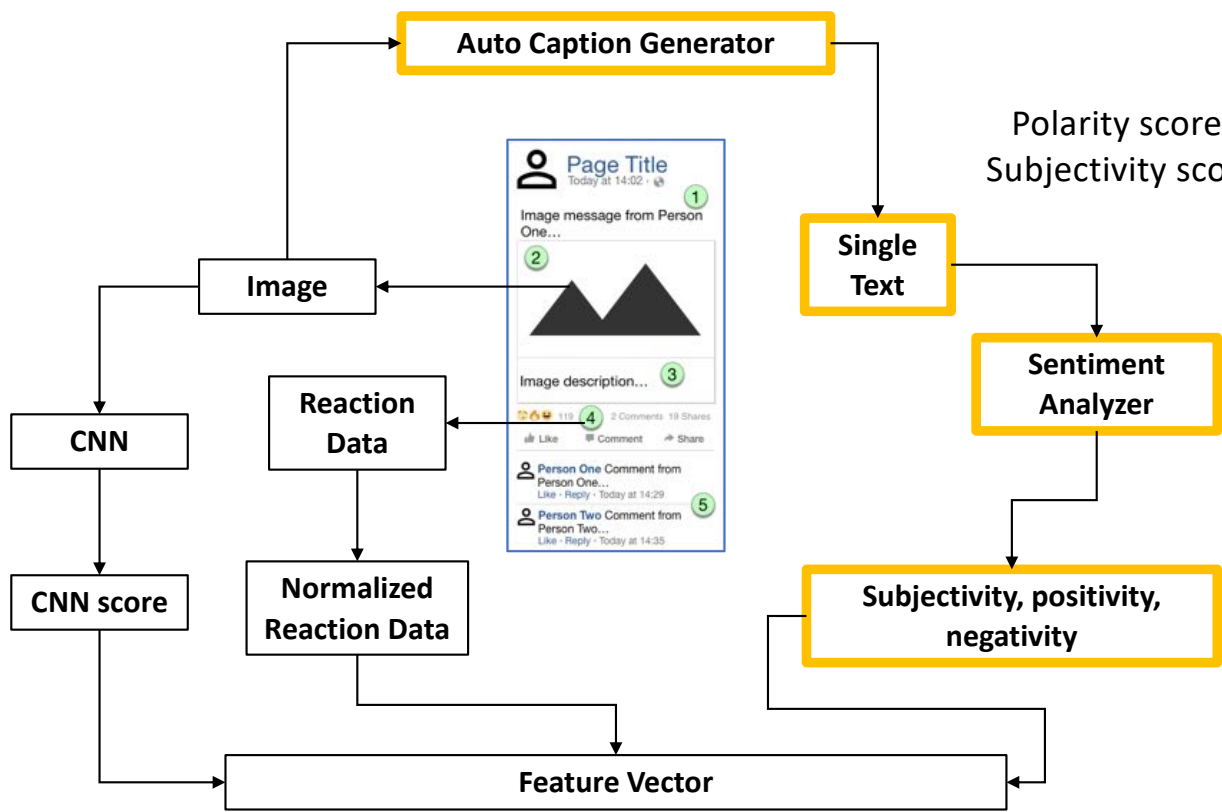 Auto Caption Generator
Polarity score
Subjectivity sco
Page Title
Today at 14:02 ·
1
Image message from Person
One...
2
Single
Text
Image
Sentiment
Analyzer
Image description...
3
Reaction
Data
119
4
2 Comments 19 Shares
Like Comment Share
CNN
Person One Comment from
Person One...
Like · Reply · Today at 14:29
5
Person Two Comment from
Person Two...
Like · Reply · Today at 14:35
CNN score
Normalized
Reaction Data
Subjectivity, positivity,
negativity
Feature Vector